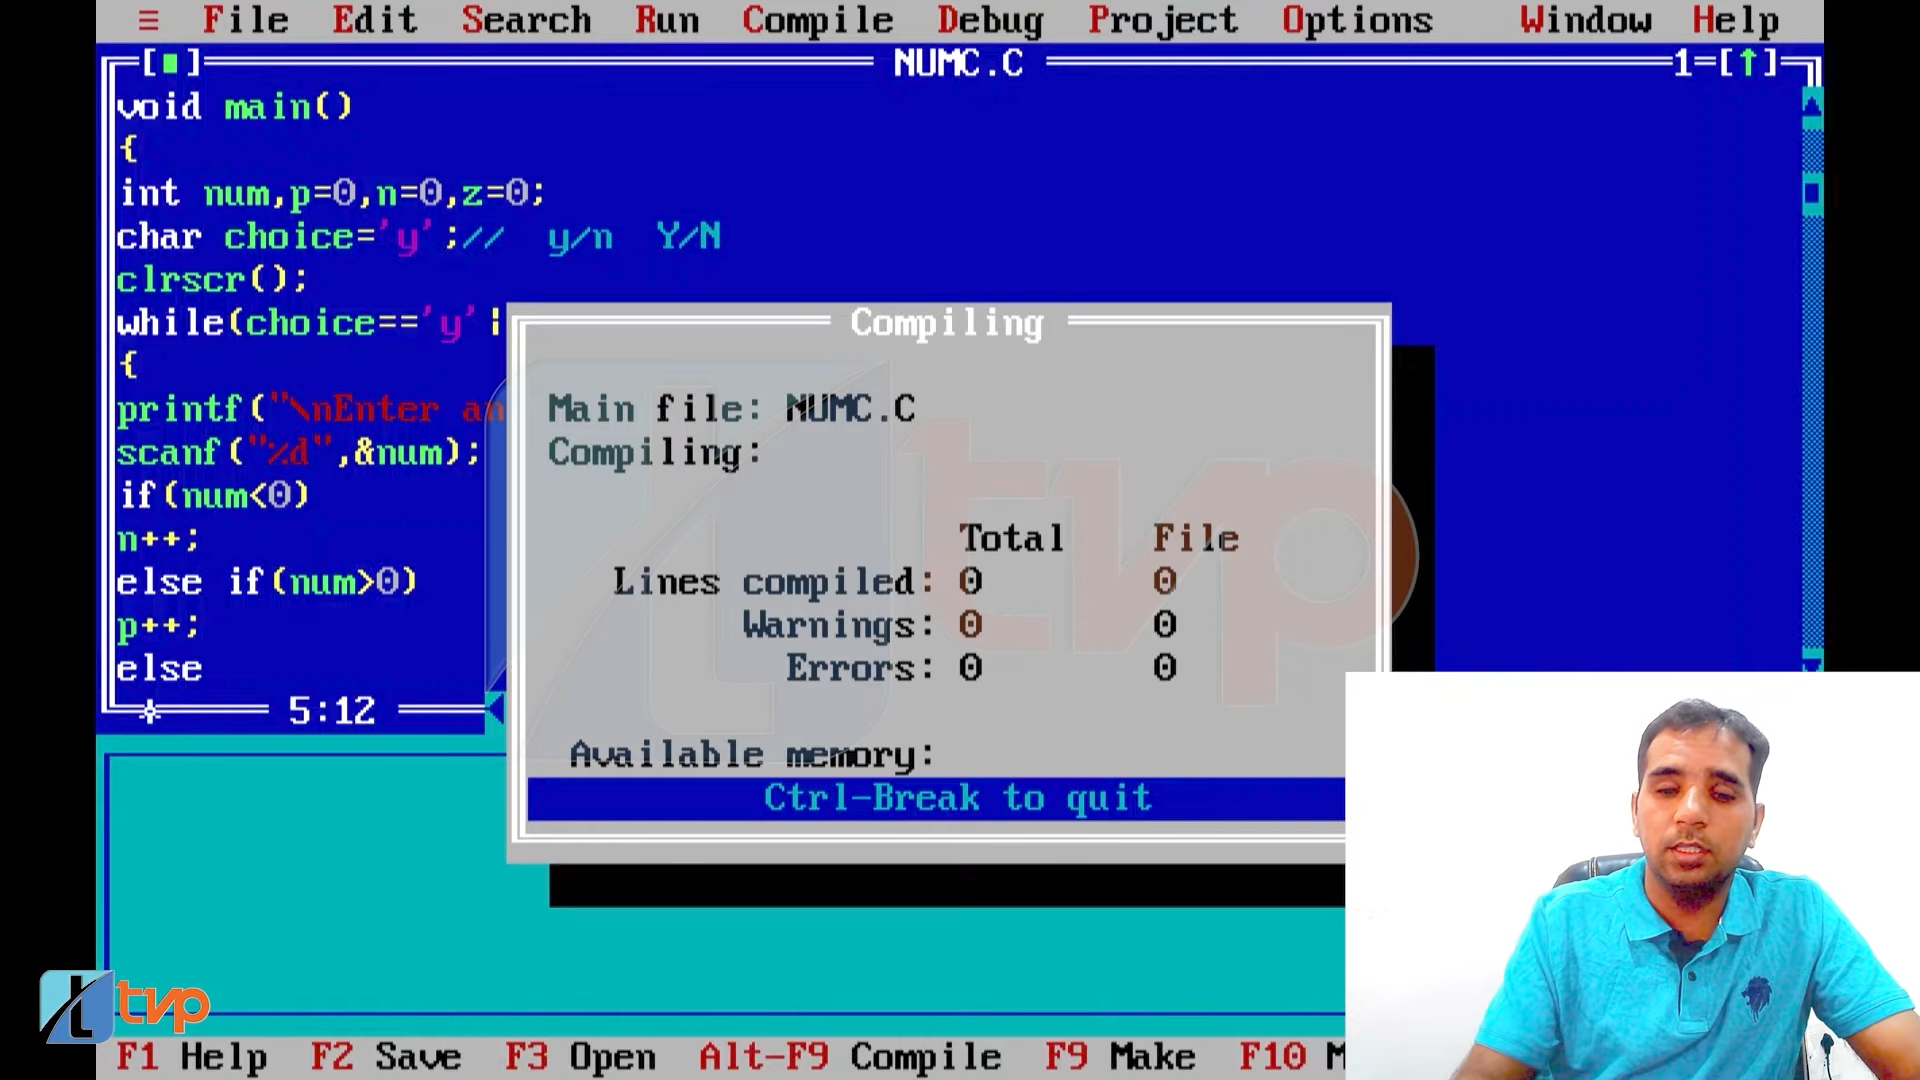 ≡ File Edit Search Run Compile Debug Project Options Window Help
[■] NUMC.C 1=[↑]
void main()
{
int num,p=0,n=0,z=0;
char choice='y';// y/n Y/N
clrscr();
while(choice=='y' |
{
printf("\nEnter an
scanf("%d",&num);
if(num<0)
n++;
else if(num>0)
p++;
else
5:12
Compiling
Main file: NUMC.C
Compiling:
Total File
Lines compiled: 0 0
Warnings: 0 0
Errors: 0 0
Available memory:
Ctrl-Break to quit
tvp
tvp
F1 Help F2 Save F3 Open Alt-F9 Compile F9 Make F10 M